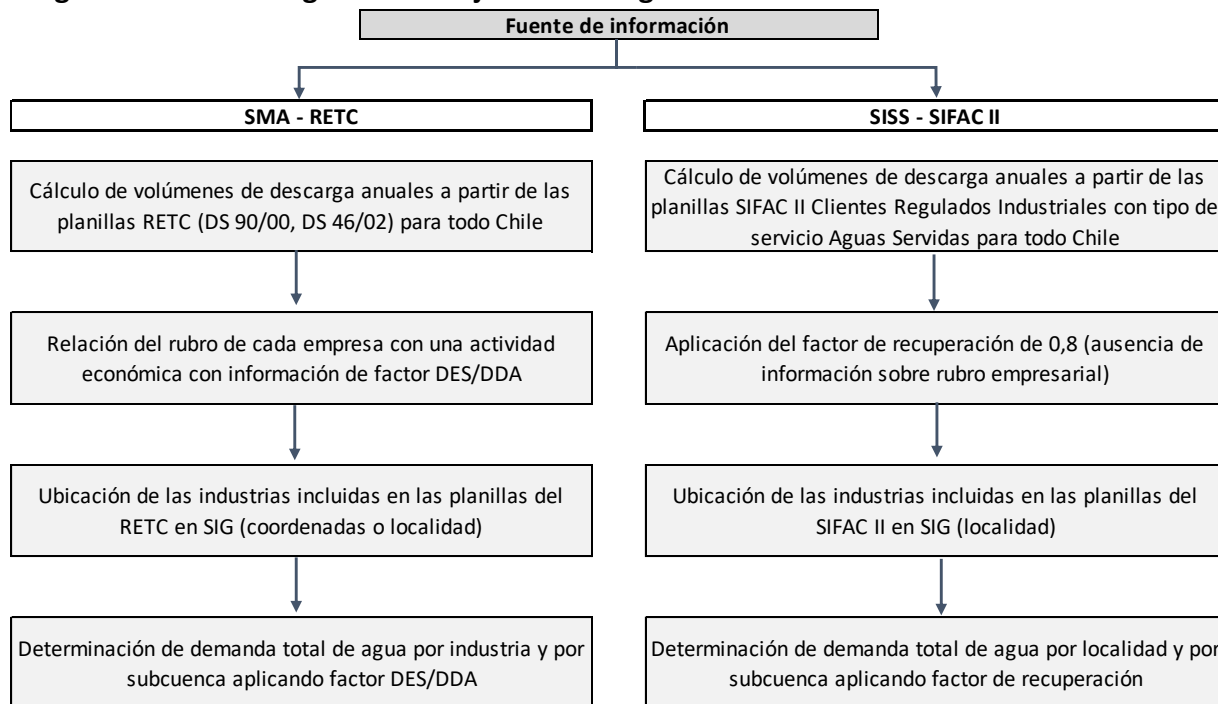 Fuente de información
SMA - RETC
Cálculo de volúmenes de descarga anuales a partir de las
planillas RETC (DS 90/00, DS 46/02) para todo Chile
Relación del rubro de cada empresa con una actividad
económica con información de factor DES/DDA
Ubicación de las industrias incluidas en las planillas del
RETC en SIG (coordenadas o localidad)
Determinación de demanda total de agua por industria y por
subcuenca aplicando factor DES/DDA
SISS - SIFAC II
Cálculo de volúmenes de descarga anuales a partir de las
planillas SIFAC II Clientes Regulados Industriales con tipo de
servicio Aguas Servidas para todo Chile
Aplicación del factor de recuperación de 0,8 (ausencia de
información sobre rubro empresarial)
Ubicación de las industrias incluidas en las planillas del
SIFAC II en SIG (localidad)
Determinación de demanda total de agua por localidad y por
subcuenca aplicando factor de recuperación